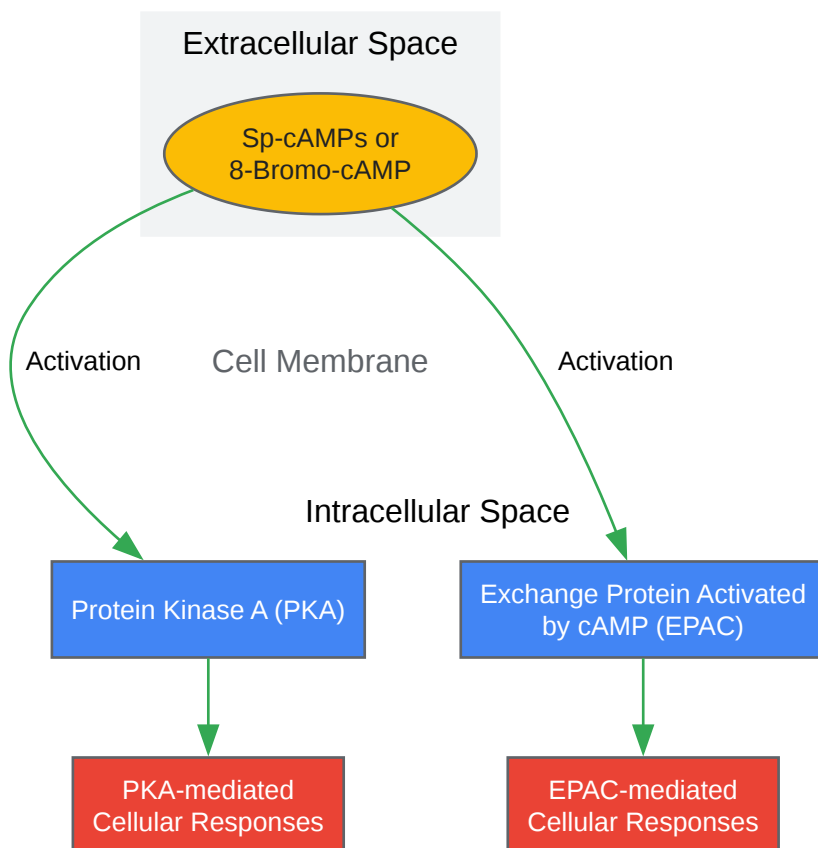 Extracellular Space
Sp-cAMPs or
8-Bromo-cAMP
Activation
Cell Membrane
Activation
Intracellular Space
Protein Kinase A (PKA)
Exchange Protein Activated
by cAMP (EPAC)
PKA-mediated
Cellular Responses
EPAC-mediated
Cellular Responses